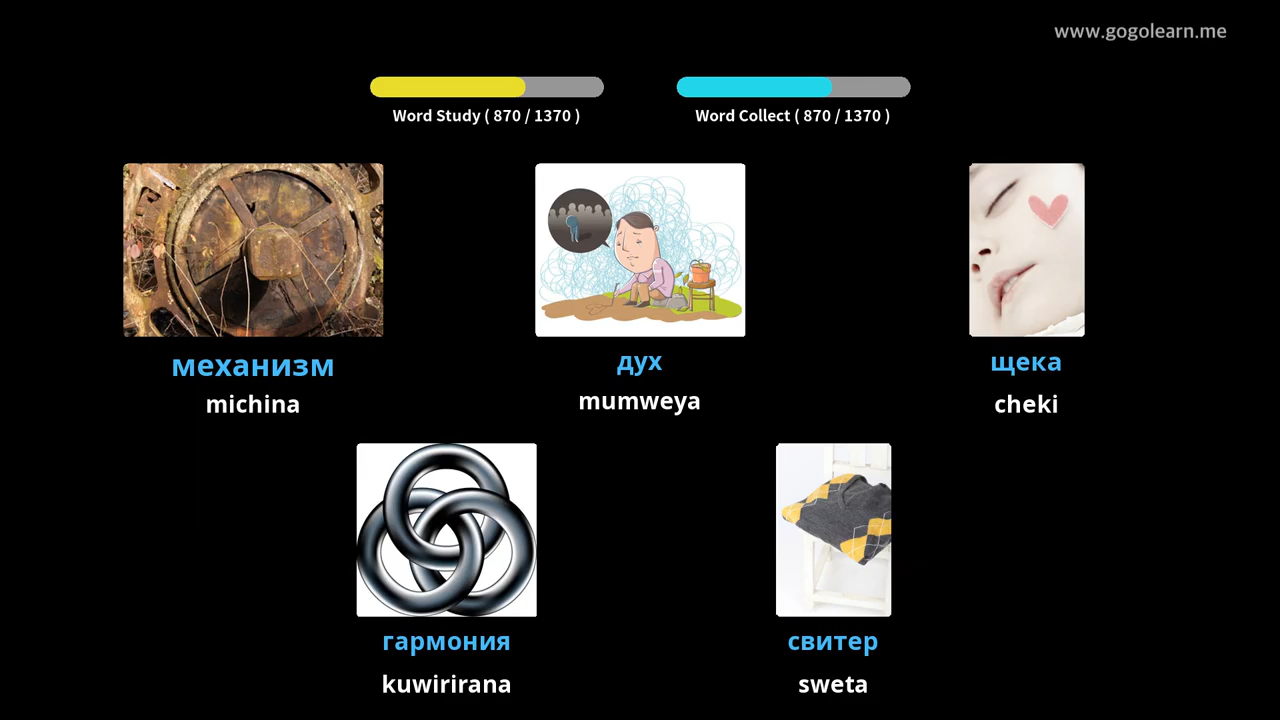 www.gogolearn.me
Word Study ( 870 / 1370 )
Word Collect ( 870 / 1370 )
механизм
michina
дух
mumweya
щека
cheki
гармония
kuwirirana
свитер
sweta